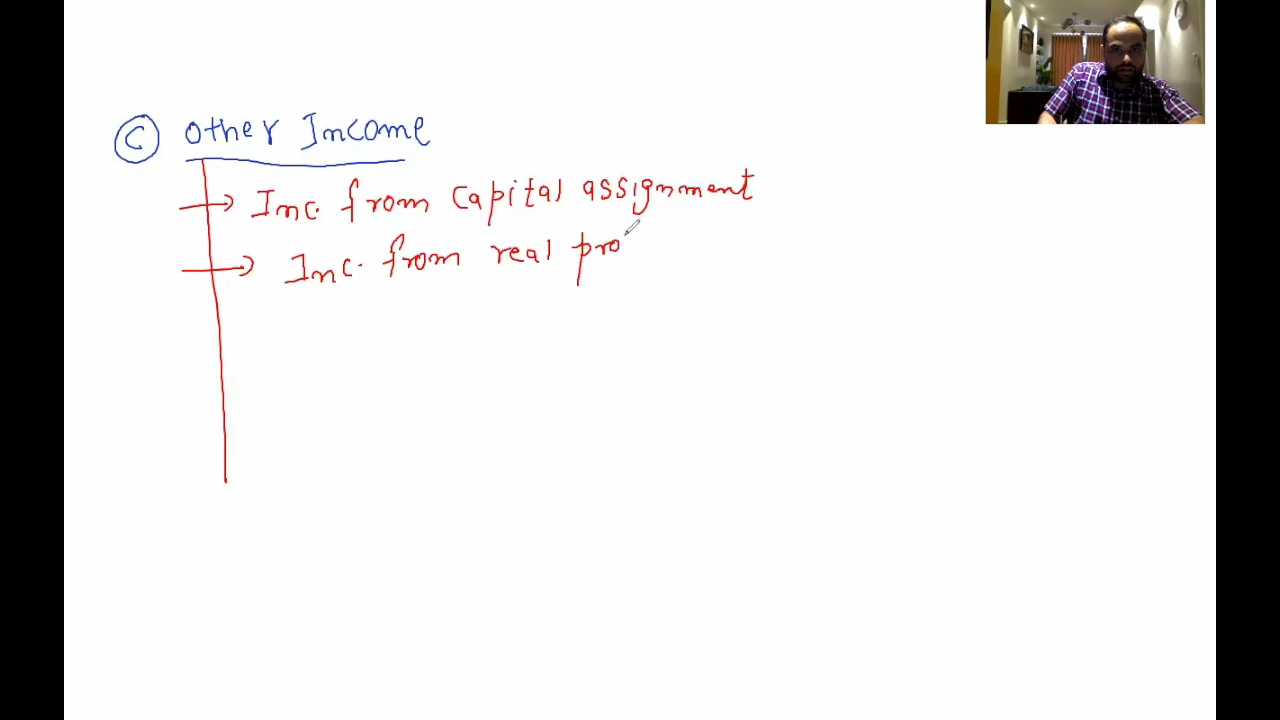 C Other Income
Inc. from capital assignment
Inc. from real pro